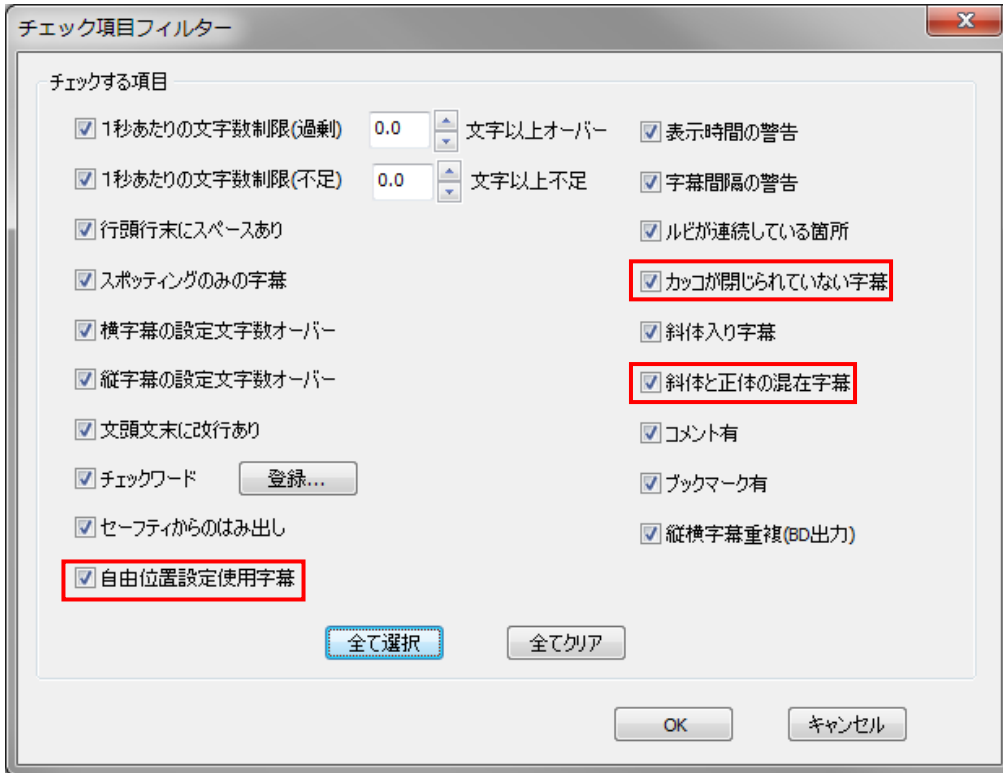 チェック項目フィルター
チェックする項目
1秒あたりの文字数制限(過剰) 0.0 文字以上オーバー
1秒あたりの文字数制限(不足) 0.0 文字以上不足
行頭行末にスペースあり
スポッティングのみの字幕
横字幕の設定文字数オーバー
縦字幕の設定文字数オーバー
文頭文末に改行あり
チェックワード 登録...
セーフティからのはみ出し
自由位置設定使用字幕
表示時間の警告
字幕間隔の警告
ルビが連続している箇所
カッコが閉じられていない字幕
斜体入り字幕
斜体と正体の混在字幕
コメント有
ブックマーク有
縦横字幕重複(BD出力)
全て選択 全てクリア
OK キャンセル